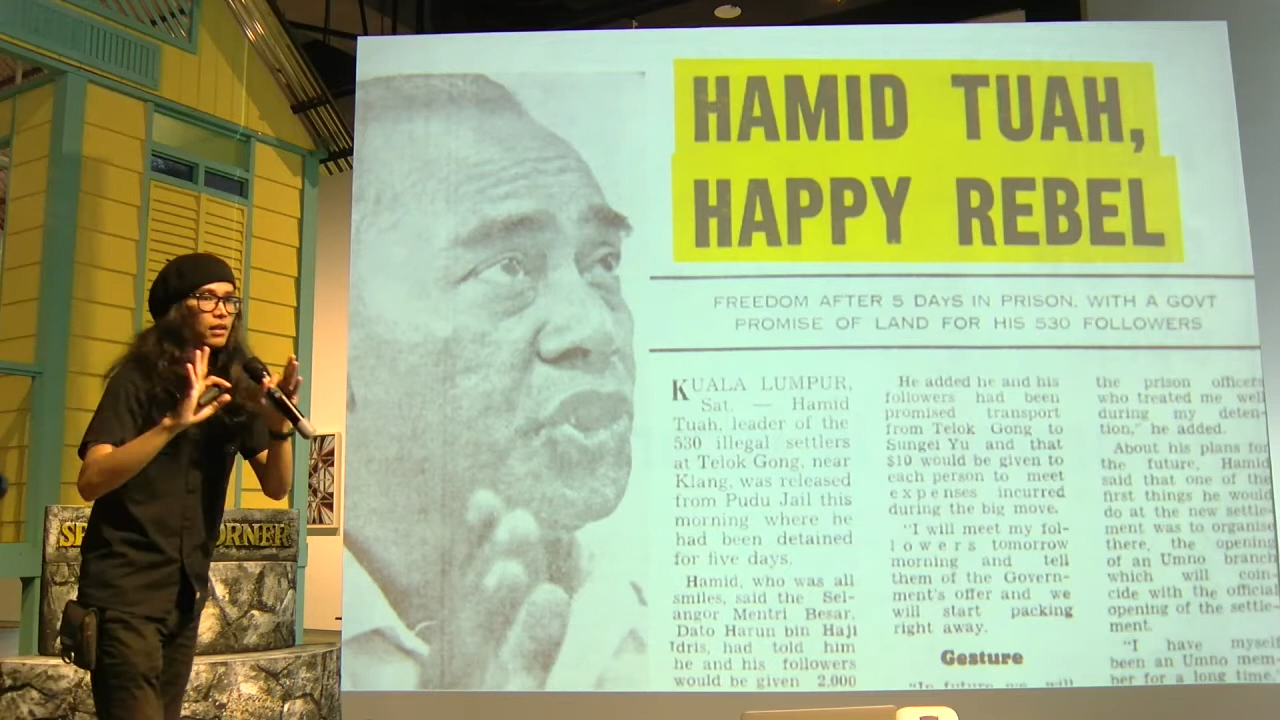 HAMID TUAH,
HAPPY REBEL
FREEDOM AFTER 5 DAYS IN PRISON, WITH A GOVT
PROMISE OF LAND FOR HIS 530 FOLLOWERS
KUALA LUMPUR,
Sat. — Hamid
Tuah, leader of the
530 illegal settlers
at Telok Gong, near
Klang, was released
from Pudu Jail this
morning where he
had been detained
for five days.
Hamid, who was all
smiles, said the Sel-
angor Mentri Besar,
Dato Harun bin Haji
Idris, had told him
he and his followers
would be given 2,000
He added he and his
followers had been
promised transport
from Telok Gong to
Sungei Yu and that
$10 would be given to
each person to meet
expenses incurred
during the big move.
"I will meet my fol-
lowers tomorrow
morning and tell
them of the Govern-
ment's offer and we
will start packing
right away.
Gesture
"In future we will
the prison officers
who treated me well
during my deten-
tion," he added.
About his plans for
the future, Hamid
said that one of the
first things he would
do at the new settle-
ment was to organise
there, the opening
of an Umno branch
which will coin-
cide with the official
opening of the settle-
ment.
"I have myself
been an Umno mem-
ber for a long time,"
SP
ORNER